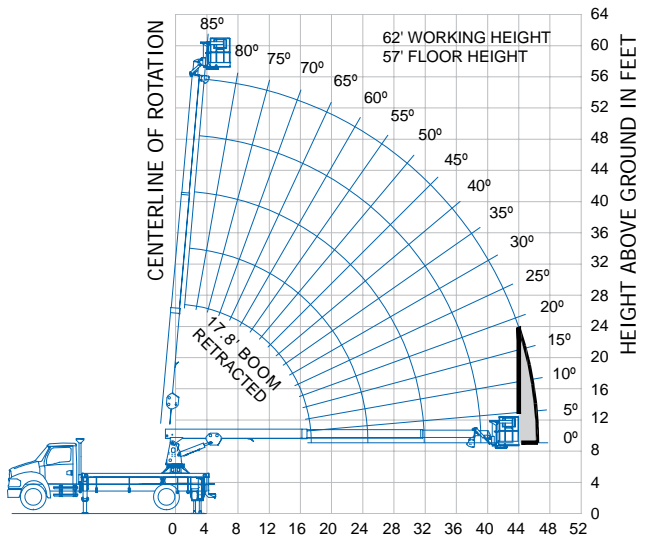 CENTERLINE OF ROTATION
85º
80º
75º
70º
65º
60º
55º
50º
45º
40º
35º
30º
25º
20º
15º
10º
5º
0º
62' WORKING HEIGHT
57' FLOOR HEIGHT
17.8' BOOM
RETRACTED
64
60
56
52
48
44
40
36
32
28
24
20
16
12
8
4
0
HEIGHT ABOVE GROUND IN FEET
0 4 8 12 16 20 24 28 32 36 40 44 48 52